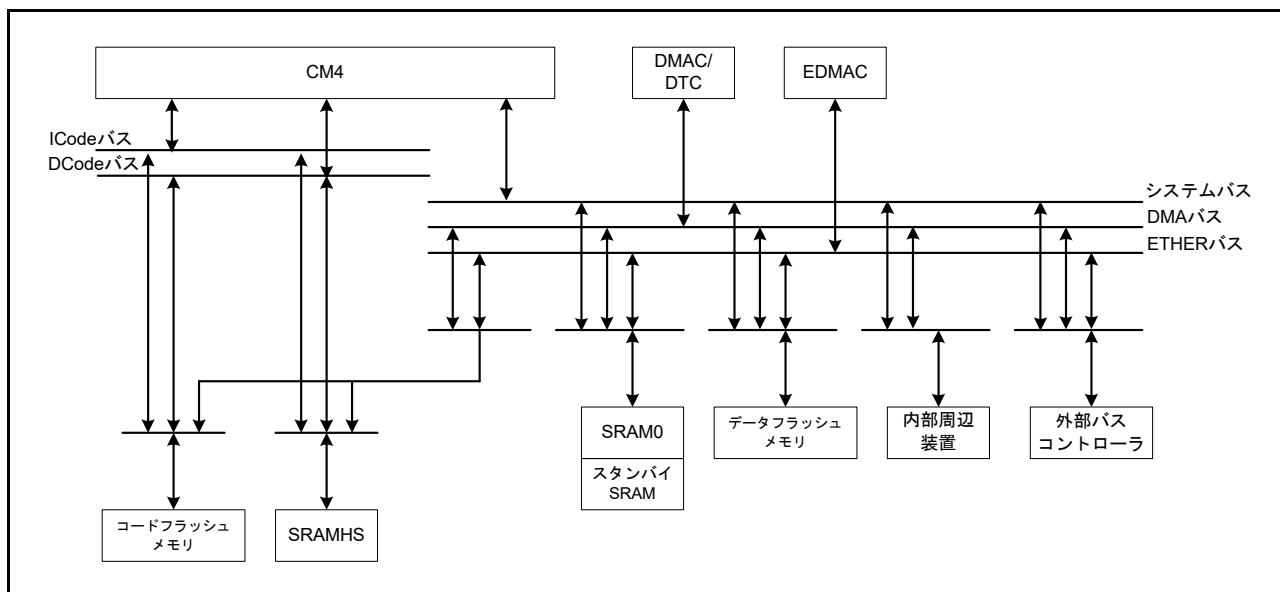 CM4
DMAC/
DTC
EDMAC
ICodeバス
DCodeバス
システムバス
DMAバス
ETHERバス
SRAM0
スタンバイ
SRAM
データフラッシュ
メモリ
内部周辺
装置
外部バス
コントローラ
コードフラッシュ
メモリ
SRAMHS